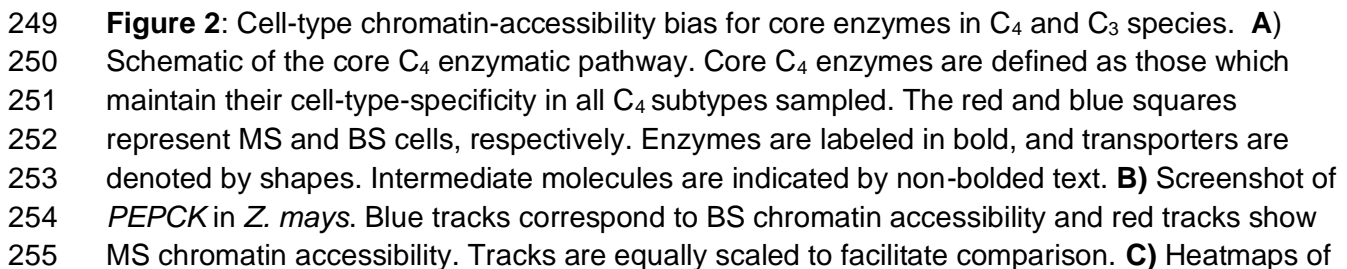 249 Figure 2: Cell-type chromatin-accessibility bias for core enzymes in C4 and C3 species. A)
250 Schematic of the core C4 enzymatic pathway. Core C4 enzymes are defined as those which
251 maintain their cell-type-specificity in all C4 subtypes sampled. The red and blue squares
252 represent MS and BS cells, respectively. Enzymes are labeled in bold, and transporters are
253 denoted by shapes. Intermediate molecules are indicated by non-bolded text. B) Screenshot of
254 PEPCK in Z. mays. Blue tracks correspond to BS chromatin accessibility and red tracks show
255 MS chromatin accessibility. Tracks are equally scaled to facilitate comparison. C) Heatmaps of